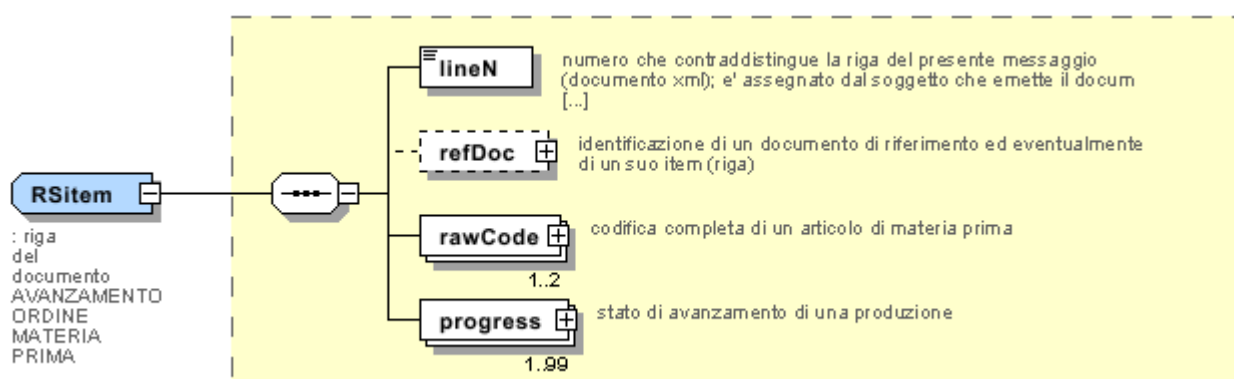 lineN
numero che contraddistingue la riga del presente messaggio
(documento xml); e' assegnato dal soggetto che emette il docum
[...]
refDoc
identificazione di un documento di riferimento ed eventualmente
di un suo item (riga)
RSitem
: riga
del
documento
AVANZAMENTO
ORDINE
MATERIA
PRIMA
rawCode
codifica completa di un articolo di materia prima
1..2
progress
stato di avanzamento di una produzione
1..99